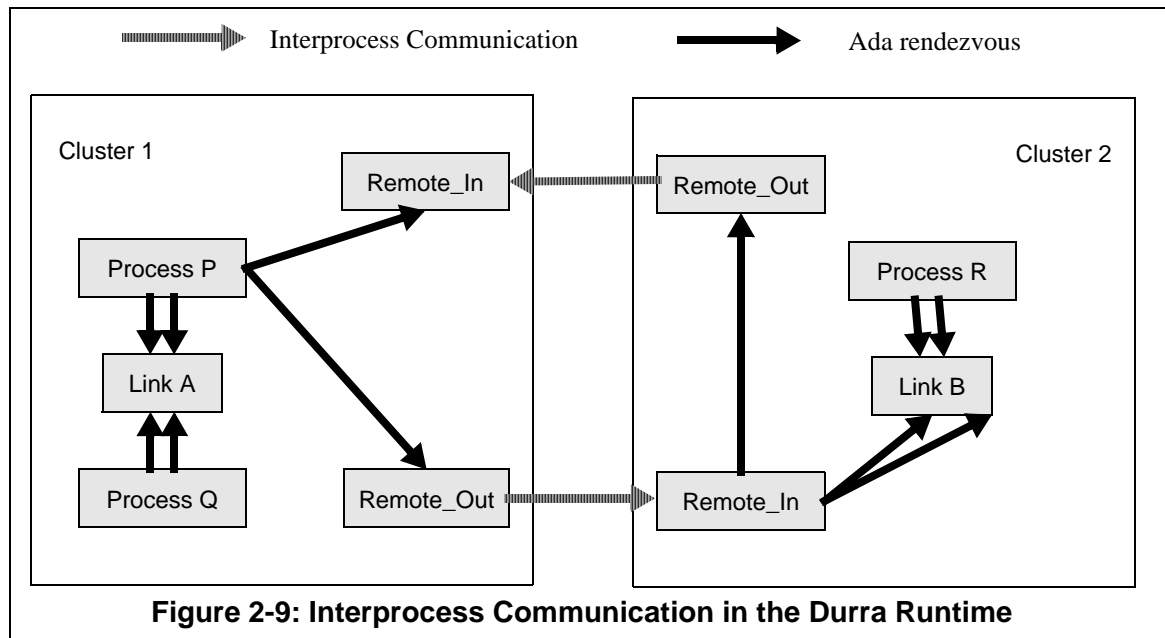 Interprocess Communication
Ada rendezvous
Cluster 1
Cluster 2
Remote_In
Remote_Out
Process P
Process R
Link A
Link B
Process Q
Remote_Out
Remote_In
Figure 2-9: Interprocess Communication in the Durra Runtime